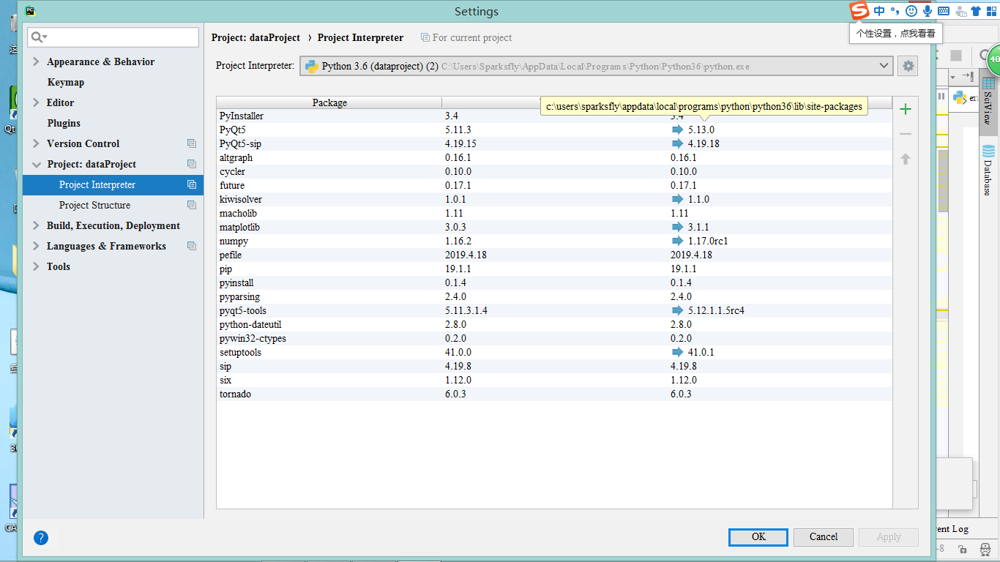 Settings
中
个性设置，点我看看
Project: dataProject › Project Interpreter
For current project
Project Interpreter:
Python 3.6 (dataproject) (2) C:\Users\Sparksfly\AppData\Local\Programs\Python\Python36\python.exe
Appearance & Behavior
Keymap
Editor
Plugins
Version Control
Project: dataProject
Project Interpreter
Project Structure
Build, Execution, Deployment
Languages & Frameworks
Tools
Package
c:\users\sparksfly\appdata\local\programs\python\python36\lib\site-packages
PyInstaller 3.4 3.4
PyQt5 5.11.3 5.13.0
PyQt5-sip 4.19.15 4.19.18
altgraph 0.16.1 0.16.1
cycler 0.10.0 0.10.0
future 0.17.1 0.17.1
kiwisolver 1.0.1 1.1.0
macholib 1.11 1.11
matplotlib 3.0.3 3.1.1
numpy 1.16.2 1.17.0rc1
pefile 2019.4.18 2019.4.18
pip 19.1.1 19.1.1
pyinstall 0.1.4 0.1.4
pyparsing 2.4.0 2.4.0
pyqt5-tools 5.11.3.1.4 5.12.1.1.5rc4
python-dateutil 2.8.0 2.8.0
pywin32-ctypes 0.2.0 0.2.0
setuptools 41.0.0 41.0.1
sip 4.19.8 4.19.8
six 1.12.0 1.12.0
tornado 6.0.3 6.0.3
OK
Cancel
Apply
SciView
Database
40
Qt
CA
ent Log
-8